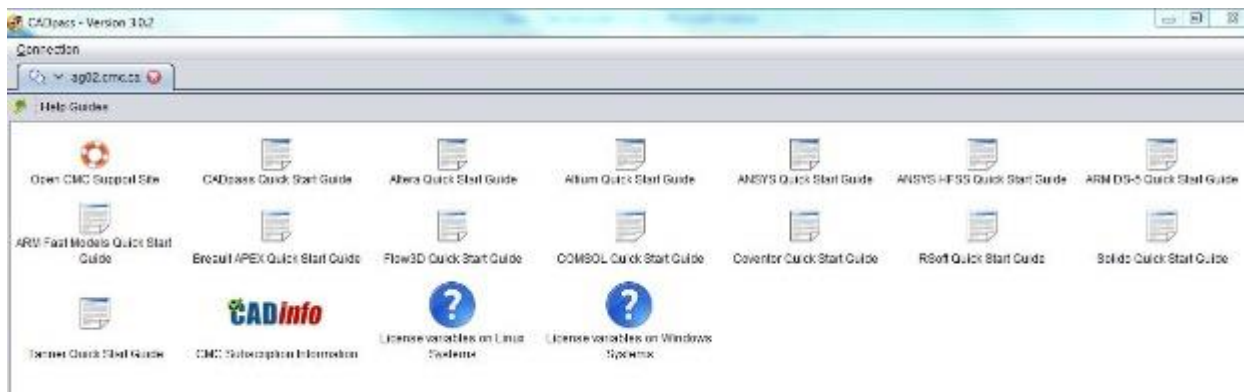 CADpass - Version 3.0.2
Connection
ag02.cmc.ca
Help Guides
Open CMC Support Site
CADpass Quick Start Guide
Altera Quick Start Guide
Altium Quick Start Guide
ANSYS Quick Start Guide
ANSYS HFSS Quick Start Guide
ARM DS-5 Quick Start Guide
ARM Fast Models Quick Start
Guide
Breault APEX Quick Start Guide
Flow3D Quick Start Guide
COMSOL Quick Start Guide
Coventor Quick Start Guide
RSoft Quick Start Guide
Solido Quick Start Guide
Tanner Quick Start Guide
CADinfo
CMC Subscription Information
License variables on Linux
Systems
License variables on Windows
Systems